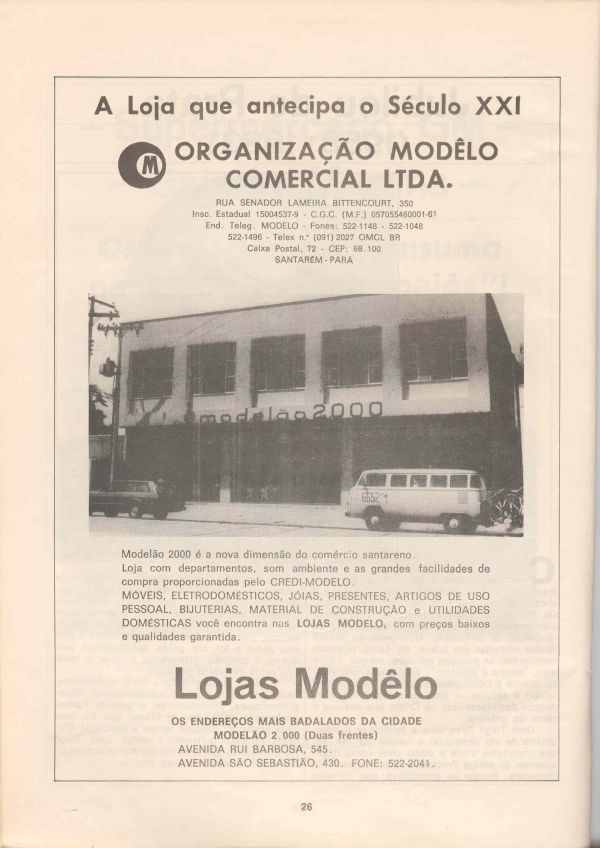 A Loja que antecipa o Século XXI
M
ORGANIZAÇÃO MODÊLO
COMERCIAL LTDA.
RUA SENADOR LAMEIRA BITTENCOURT, 350
Insc. Estadual 15004537-9 - C.G.C. (M.F.) 057055460001-61
End. Teleg. MODELO - Fones: 522-1148 - 522-1048
522-1496 - Telex n.º (091) 2027 OMCL BR
Caixa Postal, 72 - CEP: 68.100
SANTARÉM - PARÁ
modelão2000
Modelão 2000 é a nova dimensão do comércio santareno.
Loja com departamentos, som ambiente e as grandes facilidades de
compra proporcionadas pelo CREDI-MODELO.
MÓVEIS, ELETRODOMÉSTICOS, JÓIAS, PRESENTES, ARTIGOS DE USO
PESSOAL, BIJUTERIAS, MATERIAL DE CONSTRUÇÃO e UTILIDADES
DOMÉSTICAS você encontra nas LOJAS MODELO, com preços baixos
e qualidades garantida.
Lojas Modêlo
OS ENDEREÇOS MAIS BADALADOS DA CIDADE
MODELÃO 2.000 (Duas frentes)
AVENIDA RUI BARBOSA, 545.
AVENIDA SÃO SEBASTIÃO, 430. FONE: 522-2041.
26